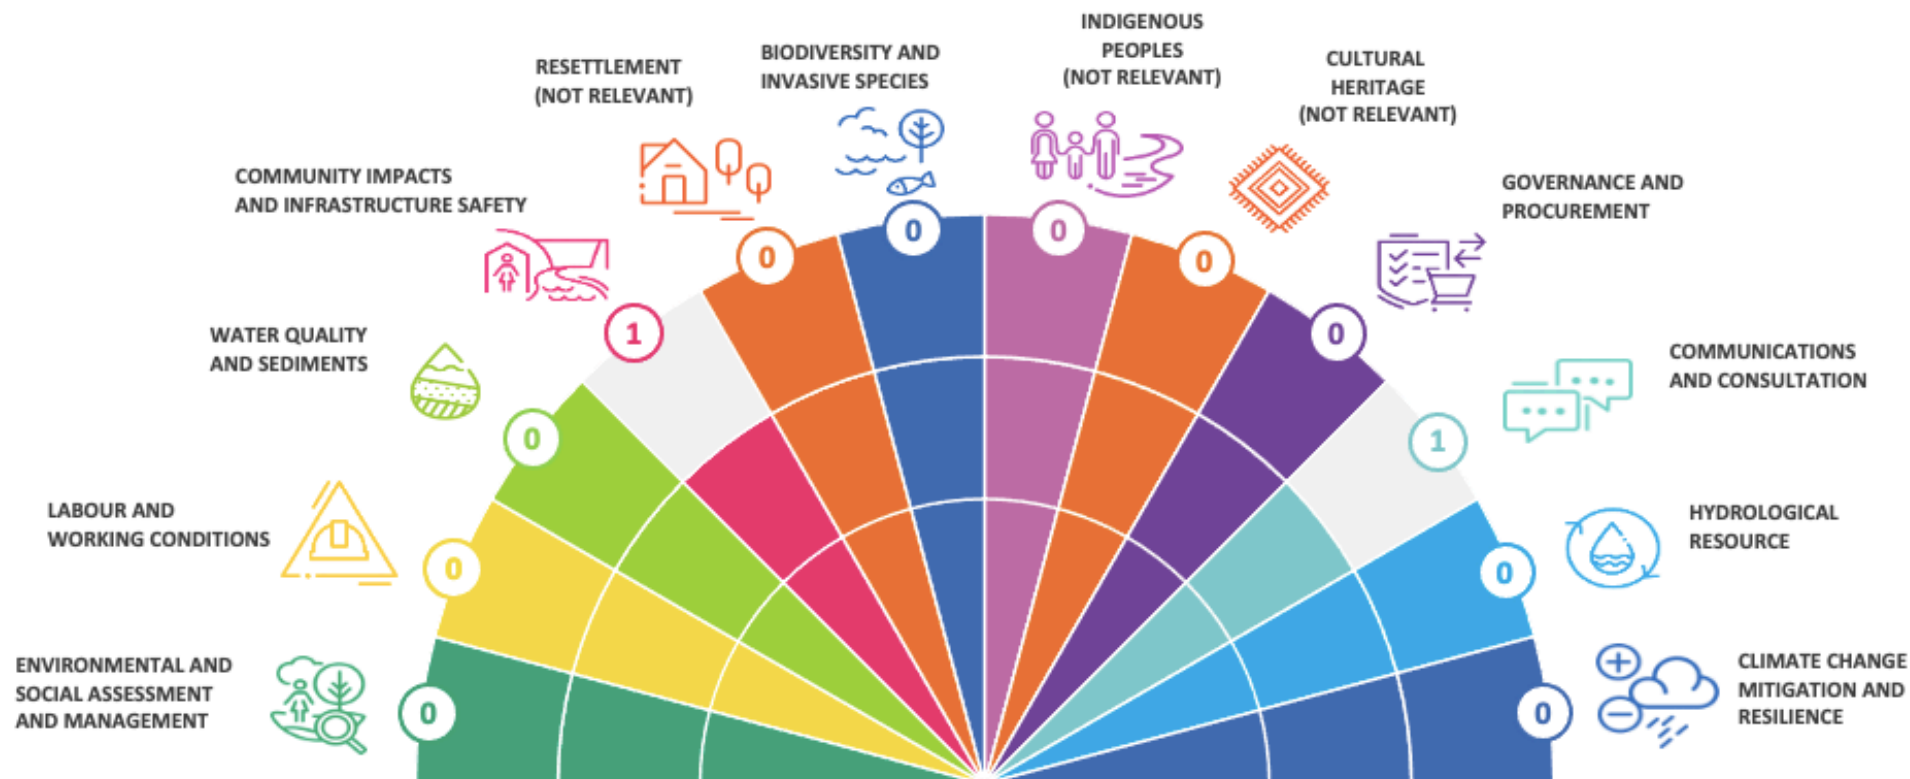 ENVIRONMENTAL AND
SOCIAL ASSESSMENT
AND MANAGEMENT
0
LABOUR AND
WORKING CONDITIONS
0
WATER QUALITY
AND SEDIMENTS
0
COMMUNITY IMPACTS
AND INFRASTRUCTURE SAFETY
1
RESETTLEMENT
(NOT RELEVANT)
0
BIODIVERSITY AND
INVASIVE SPECIES
0
INDIGENOUS
PEOPLES
(NOT RELEVANT)
0
CULTURAL
HERITAGE
(NOT RELEVANT)
0
GOVERNANCE AND
PROCUREMENT
0
COMMUNICATIONS
AND CONSULTATION
1
HYDROLOGICAL
RESOURCE
0
CLIMATE CHANGE
MITIGATION AND
RESILIENCE
0